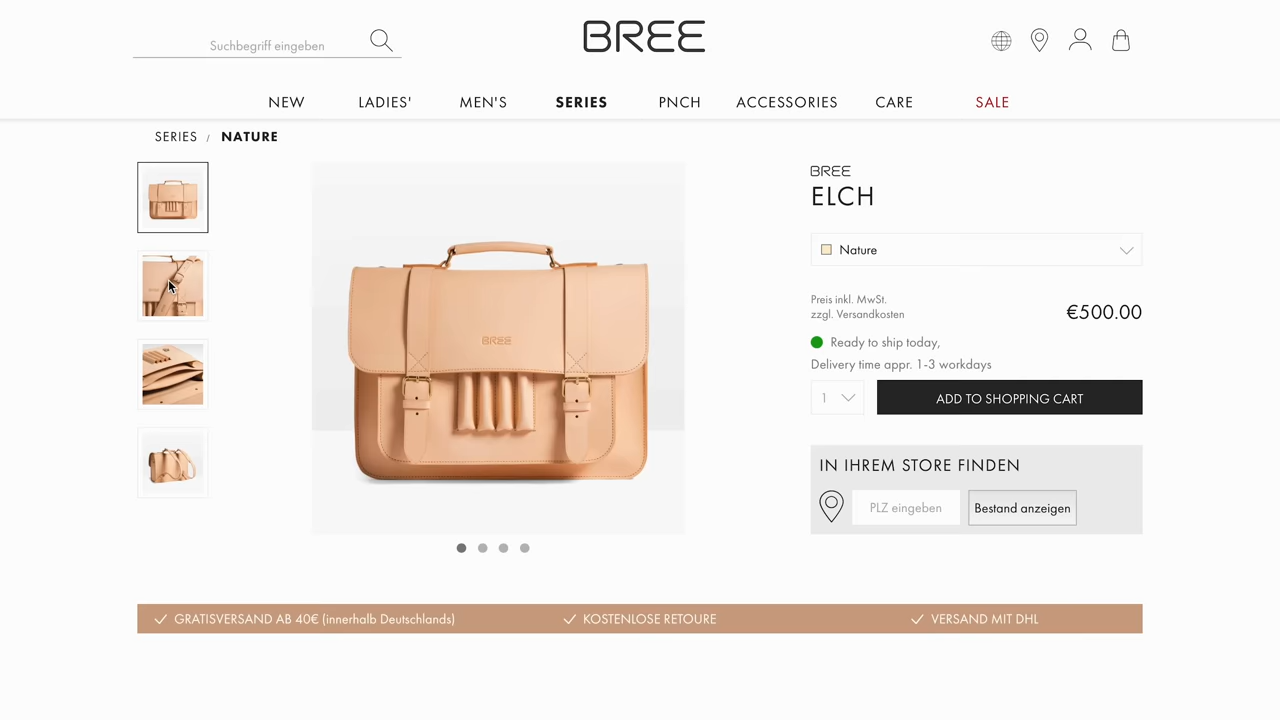 Suchbegriff eingeben
BREE
NEW LADIES' MEN'S SERIES PNCH ACCESSORIES CARE SALE
SERIES / NATURE
BREE
ELCH
Nature
Preis inkl. MwSt.
zzgl. Versandkosten
€500.00
Ready to ship today,
Delivery time appr. 1-3 workdays
1
ADD TO SHOPPING CART
BREE
IN IHREM STORE FINDEN
PLZ eingeben
Bestand anzeigen
GRATISVERSAND AB 40€ (innerhalb Deutschlands) KOSTENLOSE RETOURE VERSAND MIT DHL